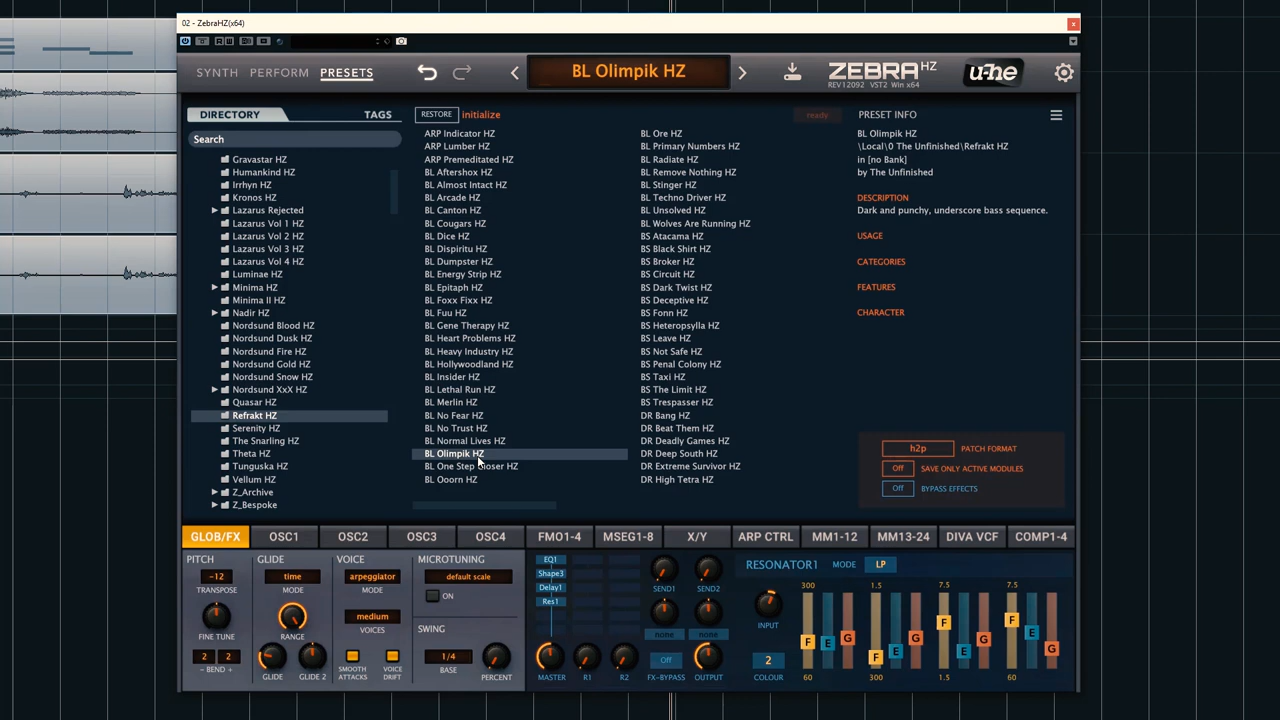 02 - ZebraHZ(x64)
x
SYNTH PERFORM PRESETS
BL Olimpik HZ
ZEBRA HZ
REV12092 VST2 Win x64
u-he
DIRECTORY TAGS
RESTORE initialize
ready
PRESET INFO
Search
Gravastar HZ
Humankind HZ
Irrhyn HZ
Kronos HZ
Lazarus Rejected
Lazarus Vol 1 HZ
Lazarus Vol 2 HZ
Lazarus Vol 3 HZ
Lazarus Vol 4 HZ
Luminae HZ
Minima HZ
Minima II HZ
Nadir HZ
Nordsund Blood HZ
Nordsund Dusk HZ
Nordsund Fire HZ
Nordsund Gold HZ
Nordsund Snow HZ
Nordsund XxX HZ
Quasar HZ
Refrakt HZ
Serenity HZ
The Snarling HZ
Theta HZ
Tunguska HZ
Vellum HZ
Z_Archive
Z_Bespoke
ARP Indicator HZ
ARP Lumber HZ
ARP Premeditated HZ
BL Aftershox HZ
BL Almost Intact HZ
BL Arcade HZ
BL Canton HZ
BL Cougars HZ
BL Dice HZ
BL Dispiritu HZ
BL Dumpster HZ
BL Energy Strip HZ
BL Epitaph HZ
BL Foxx Fixx HZ
BL Fuu HZ
BL Gene Therapy HZ
BL Heart Problems HZ
BL Heavy Industry HZ
BL Hollywoodland HZ
BL Insider HZ
BL Lethal Run HZ
BL Merlin HZ
BL No Fear HZ
BL No Trust HZ
BL Normal Lives HZ
BL Olimpik HZ
BL One Step loser HZ
BL Ooorn HZ
BL Ore HZ
BL Primary Numbers HZ
BL Radiate HZ
BL Remove Nothing HZ
BL Stinger HZ
BL Techno Driver HZ
BL Unsolved HZ
BL Wolves Are Running HZ
BS Atacama HZ
BS Black Shirt HZ
BS Broker HZ
BS Circuit HZ
BS Dark Twist HZ
BS Deceptive HZ
BS Fonn HZ
BS Heteropsylla HZ
BS Leave HZ
BS Not Safe HZ
BS Penal Colony HZ
BS Taxi HZ
BS The Limit HZ
BS Trespasser HZ
DR Bang HZ
DR Beat Them HZ
DR Deadly Games HZ
DR Deep South HZ
DR Extreme Survivor HZ
DR High Tetra HZ
BL Olimpik HZ
\Local\0 The Unfinished\Refrakt HZ
in [no Bank]
by The Unfinished
DESCRIPTION
Dark and punchy, underscore bass sequence.
USAGE
CATEGORIES
FEATURES
CHARACTER
h2p PATCH FORMAT
Off SAVE ONLY ACTIVE MODULES
Off BYPASS EFFECTS
GLOB/FX OSC1 OSC2 OSC3 OSC4 FMO1-4 MSEG1-8 X/Y ARP CTRL MM1-12 MM13-24 DIVA VCF COMP1-4
PITCH GLIDE VOICE MICROTUNING
-12 time arpeggiator default scale
TRANSPOSE MODE MODE
ON
medium
VOICES
FINE TUNE RANGE
SWING
2 2
1/4
- BEND + GLIDE GLIDE 2 SMOOTH ATTACKS VOICE DRIFT BASE PERCENT
EQ1
Shape3
Delay1
Res1
SEND1 SEND2
none none
Off
MASTER R1 R2 FX-BYPASS OUTPUT
RESONATOR1 MODE LP
INPUT
2
COLOUR
300 1.5 7.5 7.5
F E G F E G F E G F E G
60 300 1.5 60